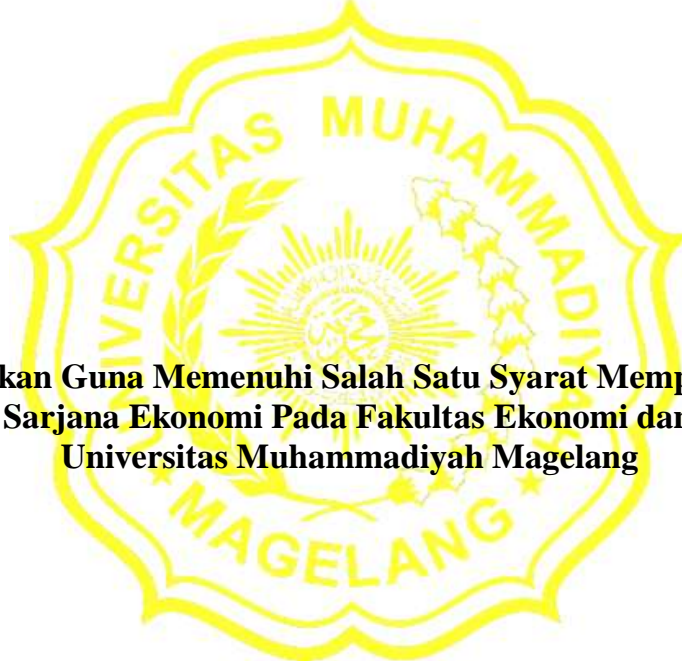 UNIVERSITAS MUHAMMADIYAH
kan Guna Memenuhi Salah Satu Syarat Memp
Sarjana Ekonomi Pada Fakultas Ekonomi dan
Universitas Muhammadiyah Magelang
MAGELANG